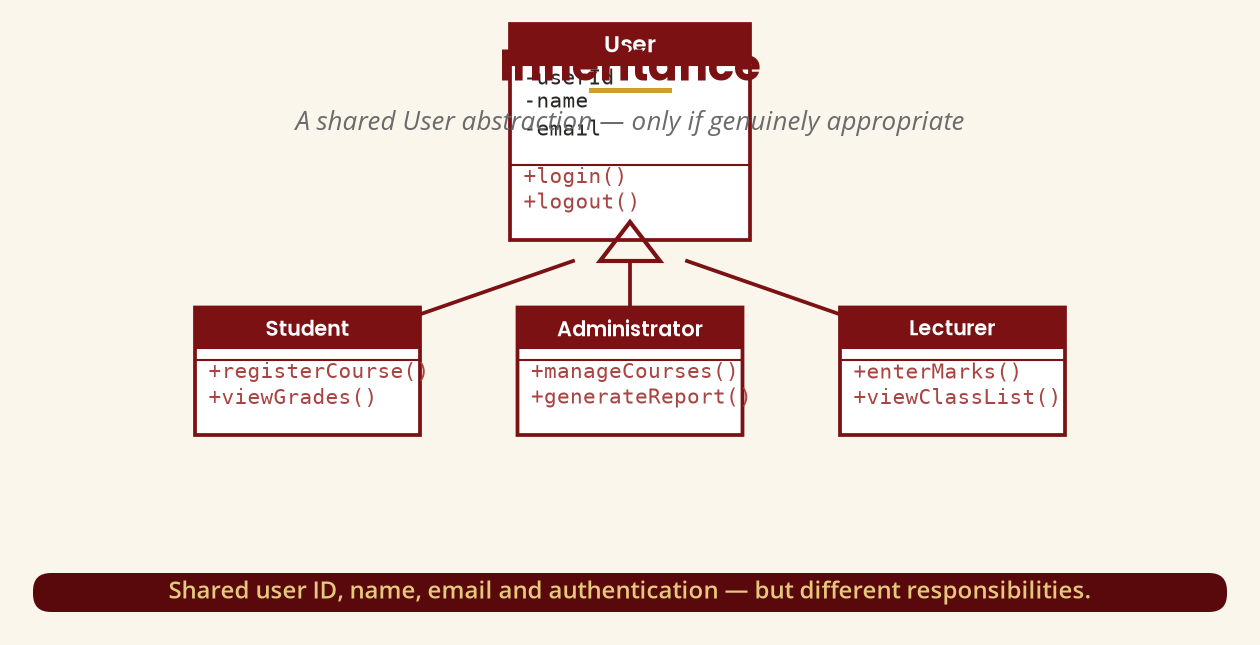 User
Inheritance
-userId
-name
A shared User abstraction — only if genuinely appropriate
-email
+login()
+logout()
Student
Administrator
Lecturer
+registerCourse()
+viewGrades()
+manageCourses()
+generateReport()
+enterMarks()
+viewClassList()
Shared user ID, name, email and authentication — but different responsibilities.